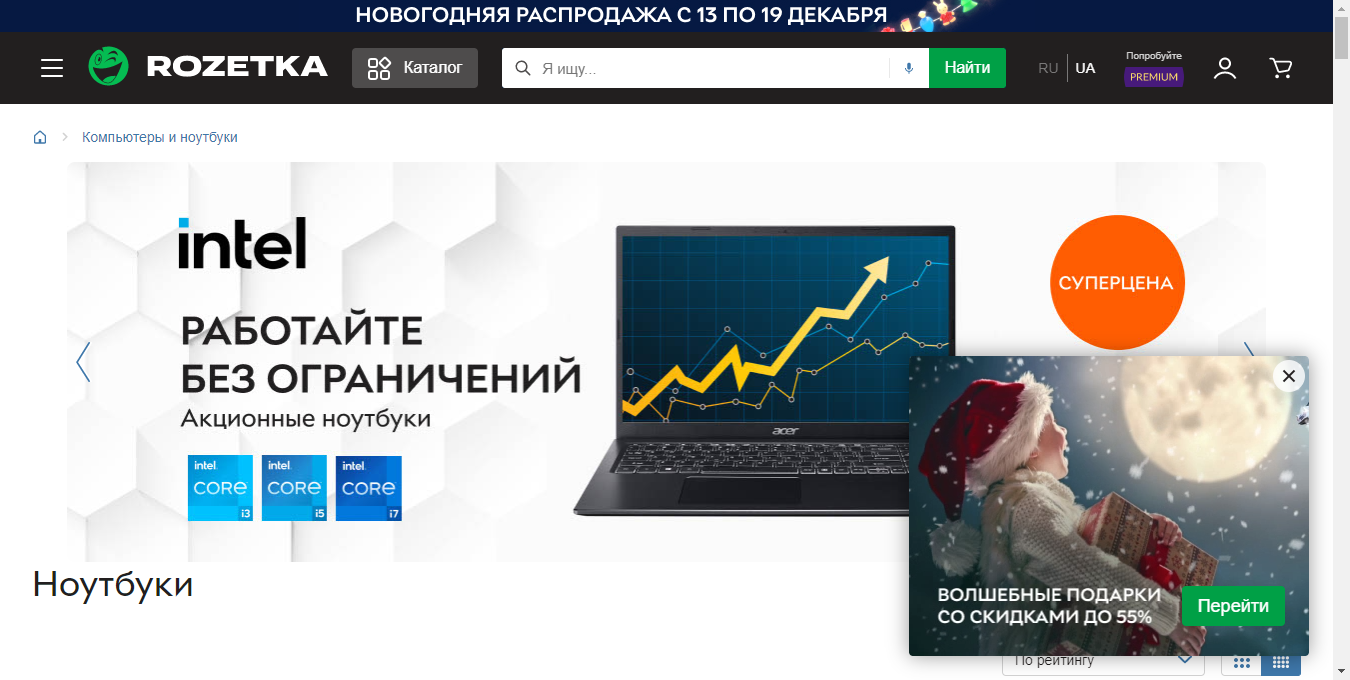 НОВОГОДНЯЯ РАСПРОДАЖА С 13 ПО 19 ДЕКАБРЯ
ROZETKA
Каталог
Я ищу...
Найти
RU
UA
Попробуйте
PREMIUM
Компьютеры и ноутбуки
intel
РАБОТАЙТЕ
БЕЗ ОГРАНИЧЕНИЙ
Акционные ноутбуки
intel
CORE
i3
intel
CORE
i5
intel
CORE
i7
acer
СУПЕРЦЕНА
ВОЛШЕБНЫЕ ПОДАРКИ
СО СКИДКАМИ ДО 55%
Перейти
Ноутбуки
По рейтингу